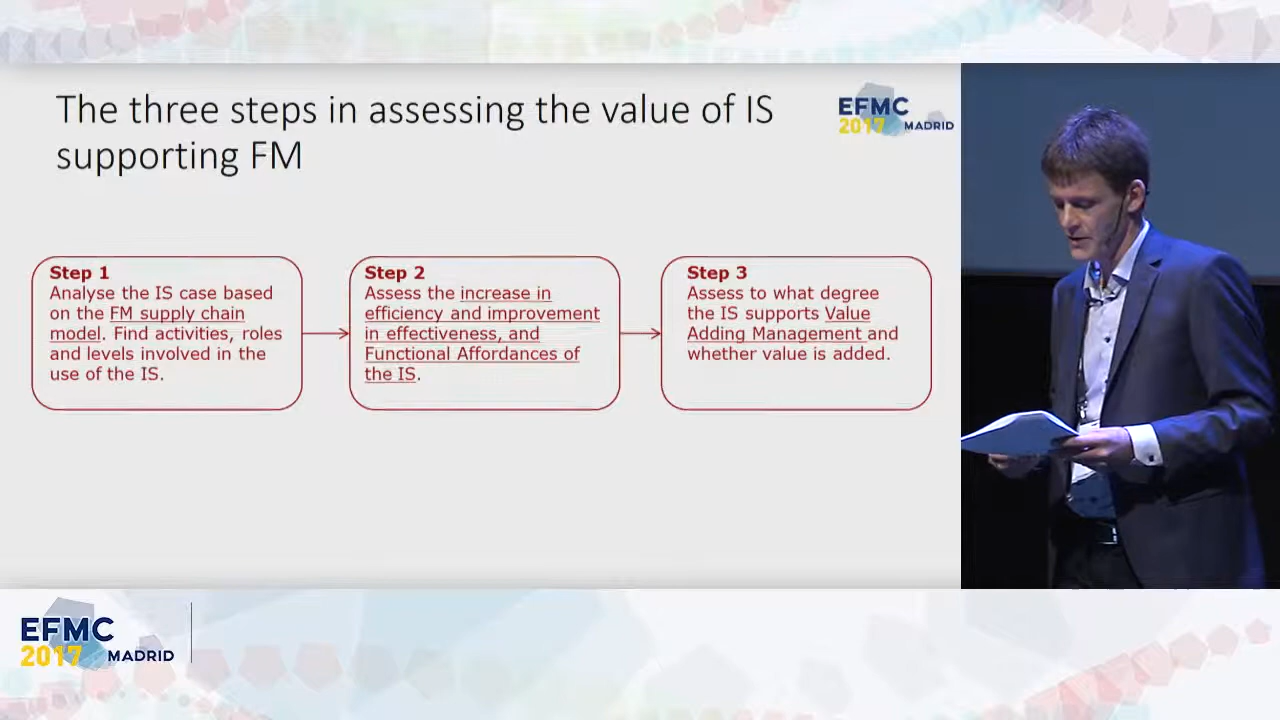 The three steps in assessing the value of IS
supporting FM
EFMC
2017 MADRID
Step 1
Analyse the IS case based
on the FM supply chain
model. Find activities, roles
and levels involved in the
use of the IS.
Step 2
Assess the increase in
efficiency and improvement
in effectiveness, and
Functional Affordances of
the IS.
Step 3
Assess to what degree
the IS supports Value
Adding Management and
whether value is added.
EFMC
2017 MADRID